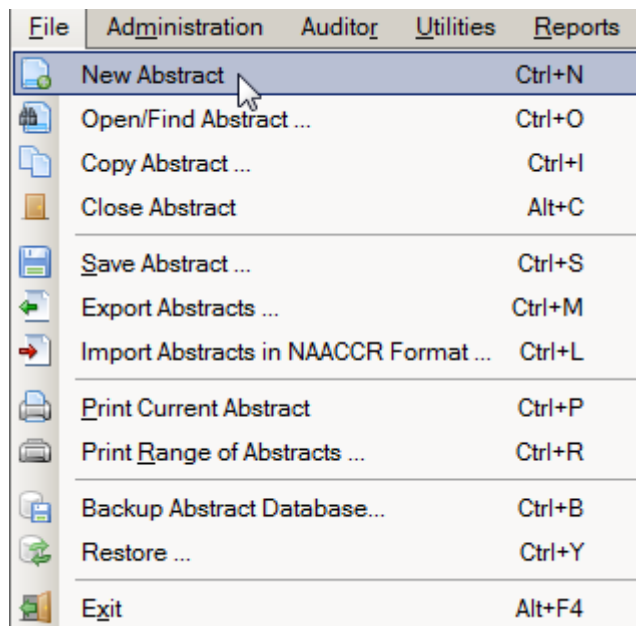 File Administration Auditor Utilities Reports
New Abstract Ctrl+N
Open/Find Abstract ... Ctrl+O
Copy Abstract ... Ctrl+I
Close Abstract Alt+C
Save Abstract ... Ctrl+S
Export Abstracts ... Ctrl+M
Import Abstracts in NAACCR Format ... Ctrl+L
Print Current Abstract Ctrl+P
Print Range of Abstracts ... Ctrl+R
Backup Abstract Database... Ctrl+B
Restore ... Ctrl+Y
Exit Alt+F4